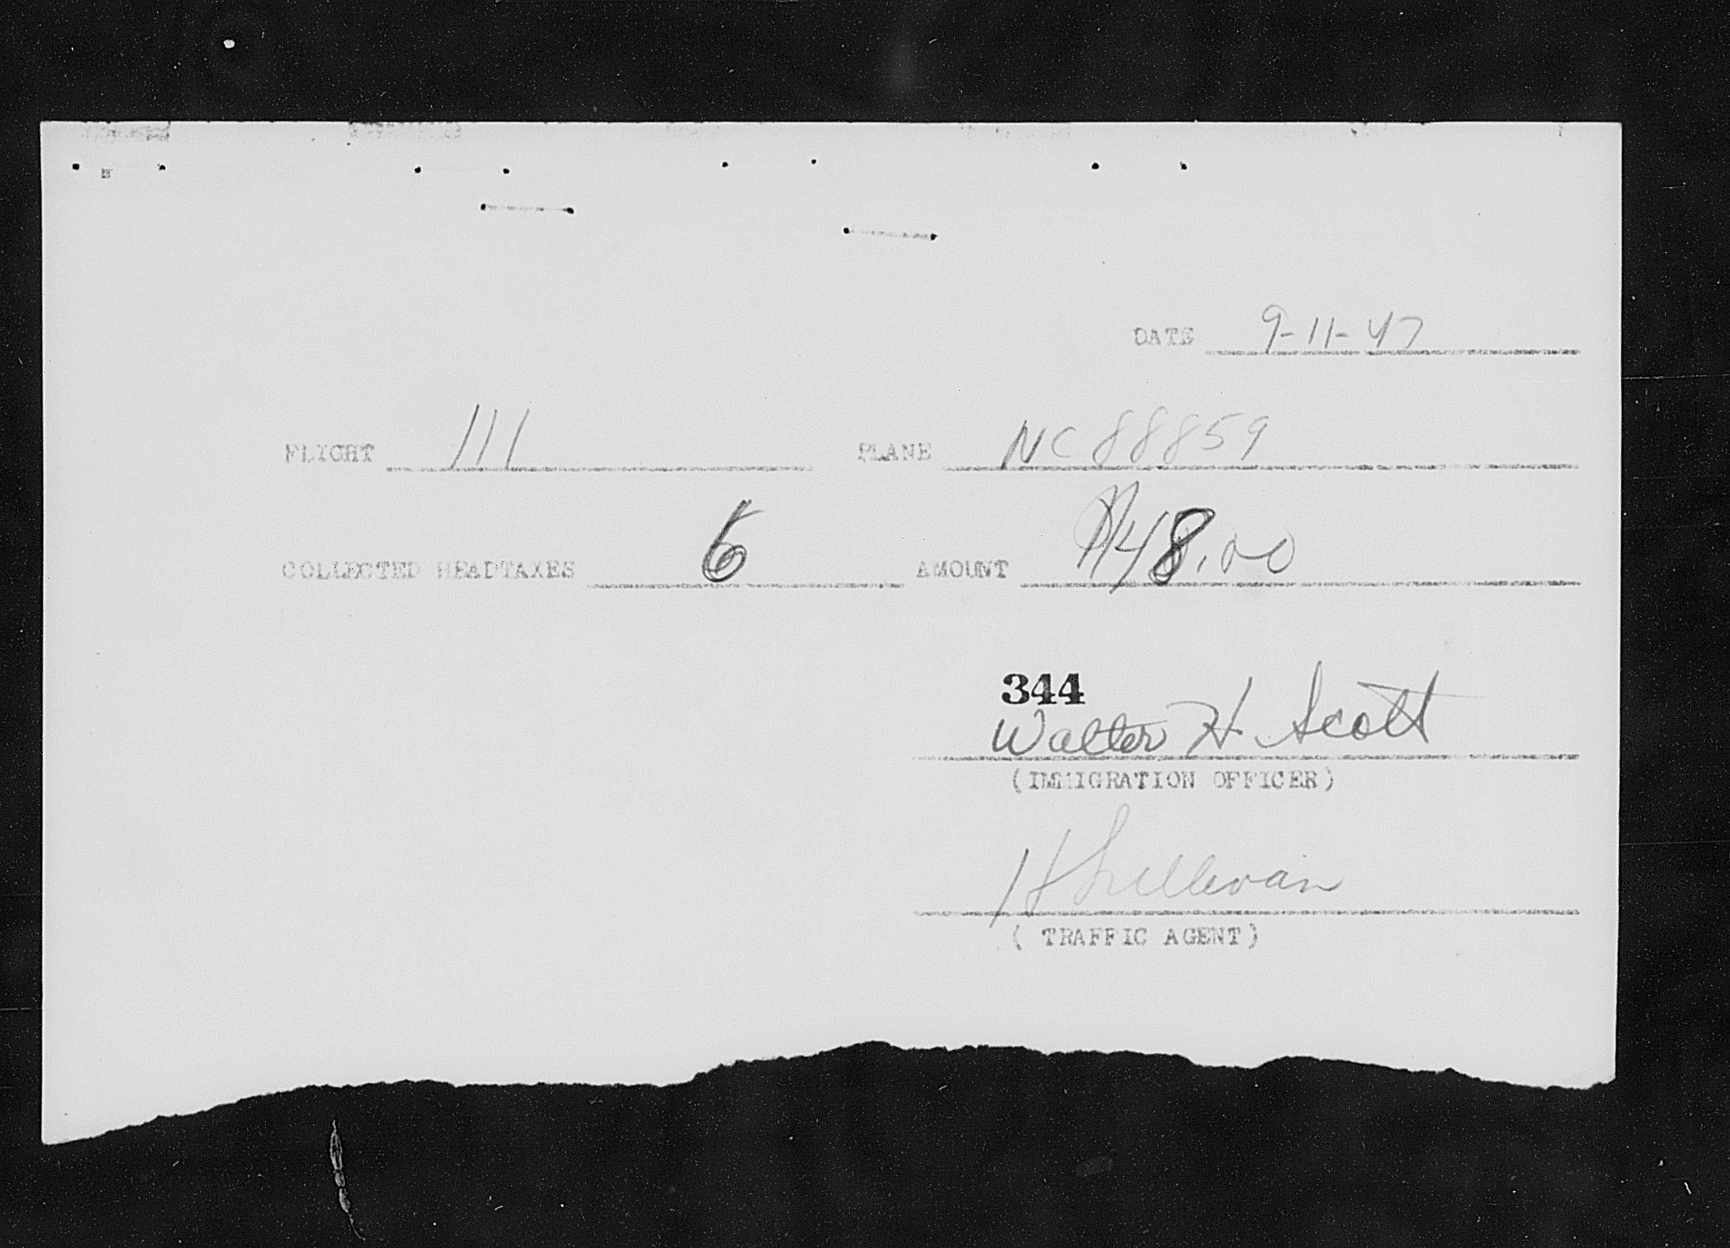 DATE 9-11-47
FLIGHT 111 PLANE NC88859
COLLECTED HEADTAXES 6 AMOUNT $48.00
344
Walter H. Scott
(IMMIGRATION OFFICER)
H Sullivan
( TRAFFIC AGENT)